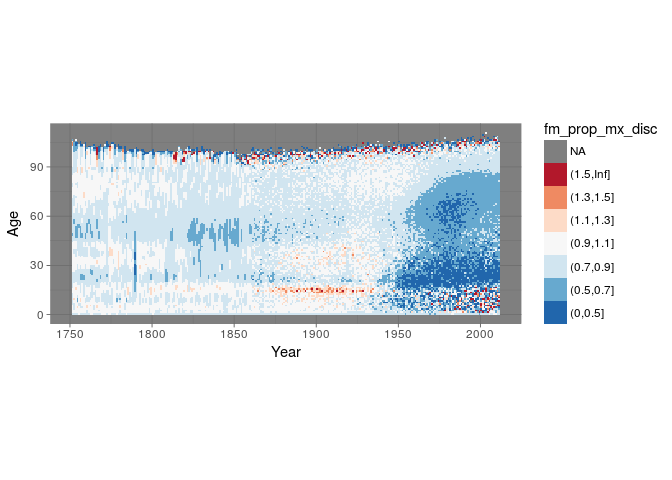 fm_prop_mx_disc
NA
(1.5,Inf]
(1.3,1.5]
(1.1,1.3]
(0.9,1.1]
(0.7,0.9]
(0.5,0.7]
(0,0.5]
Age
90
60
30
0
1750 1800 1850 1900 1950 2000
Year